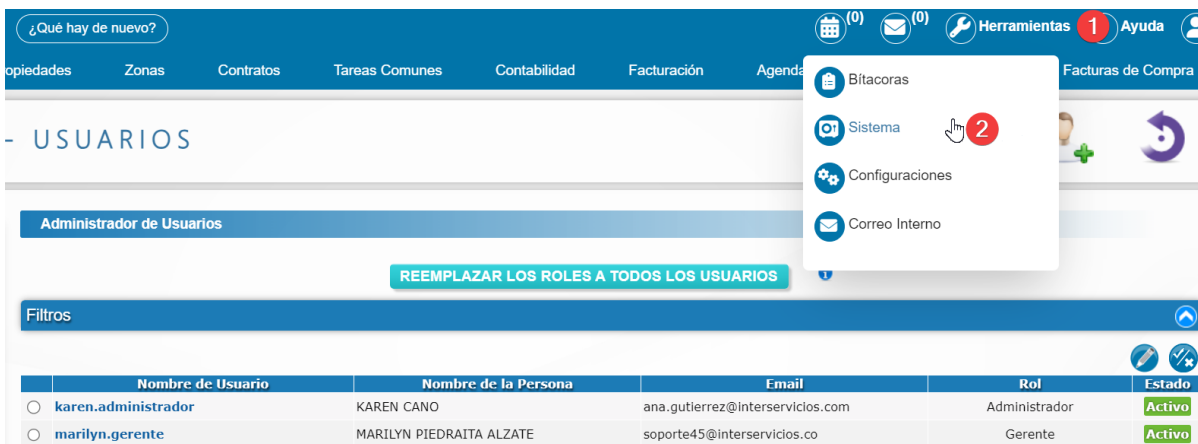 ¿Qué hay de nuevo?
(0)
(0)
Herramientas
1
Ayuda
opiedades
Zonas
Contratos
Tareas Comunes
Contabilidad
Facturación
Agenda
Facturas de Compra
Bítacoras
Sistema
2
Configuraciones
Correo Interno
- USUARIOS
Administrador de Usuarios
REEMPLAZAR LOS ROLES A TODOS LOS USUARIOS
Filtros
Nombre de Usuario Nombre de la Persona Email Rol Estado
karen.administrador KAREN CANO ana.gutierrez@interservicios.com Administrador Activo
marilyn.gerente MARILYN PIEDRAITA ALZATE soporte45@interservicios.co Gerente Activo